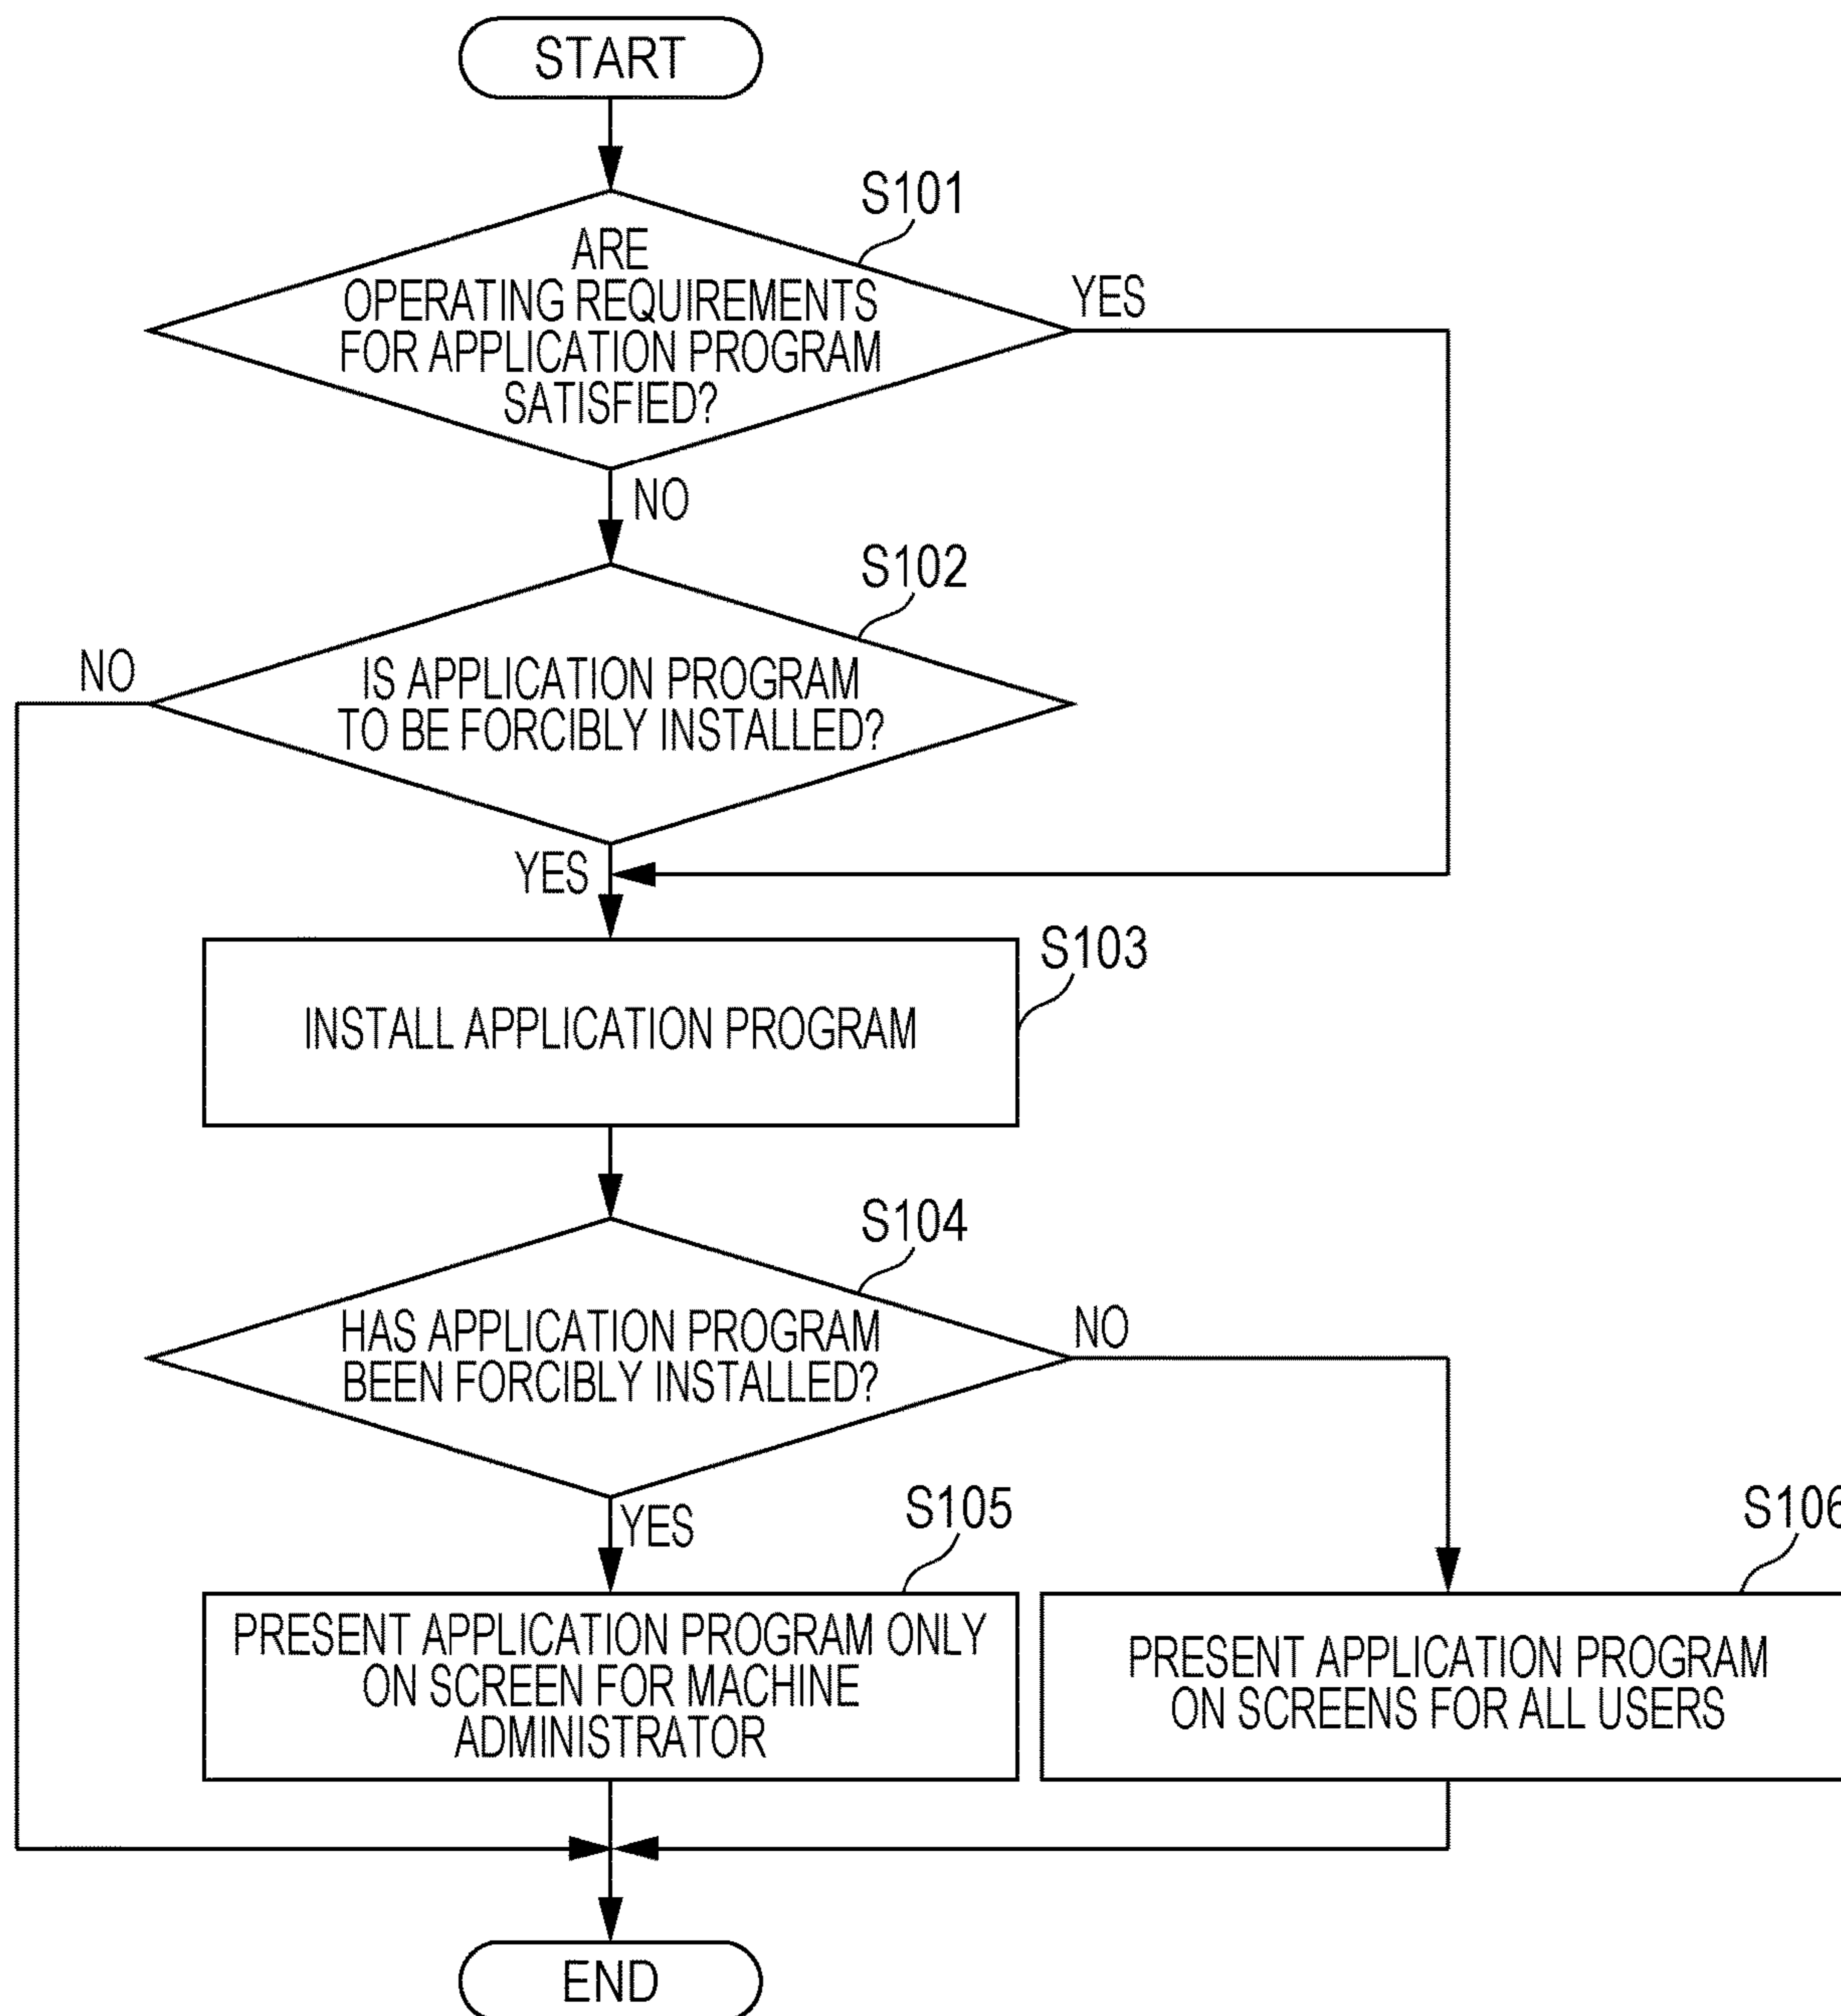 START
S101
ARE
OPERATING REQUIREMENTS
FOR APPLICATION PROGRAM
SATISFIED?
YES
NO
S102
NO
IS APPLICATION PROGRAM
TO BE FORCIBLY INSTALLED?
YES
S103
INSTALL APPLICATION PROGRAM
S104
HAS APPLICATION PROGRAM
BEEN FORCIBLY INSTALLED?
NO
YES
S105
S106
PRESENT APPLICATION PROGRAM ONLY
ON SCREEN FOR MACHINE
ADMINISTRATOR
PRESENT APPLICATION PROGRAM
ON SCREENS FOR ALL USERS
END